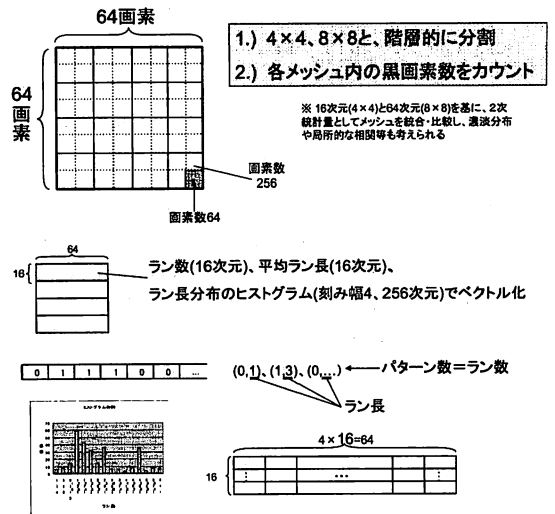 64画素
1.) 4×4、8×8と、階層的に分割
2.) 各メッシュ内の黒画素数をカウント
64
画
素
※ 16次元(4×4)と64次元(8×8)を基に、2次
統計量としてメッシュを統合・比較し、濃淡分布
や局所的な相関等も考えられる
画素数
256
画素数64
64
16
ラン数(16次元)、平均ラン長(16次元)、
ラン長分布のヒストグラム(刻み幅4、256次元)でベクトル化
0 1 1 1 0 0 ...
(0,1)、(1,3)、(0,....)
パターン数＝ラン数
ラン長
4×16=64
16
...